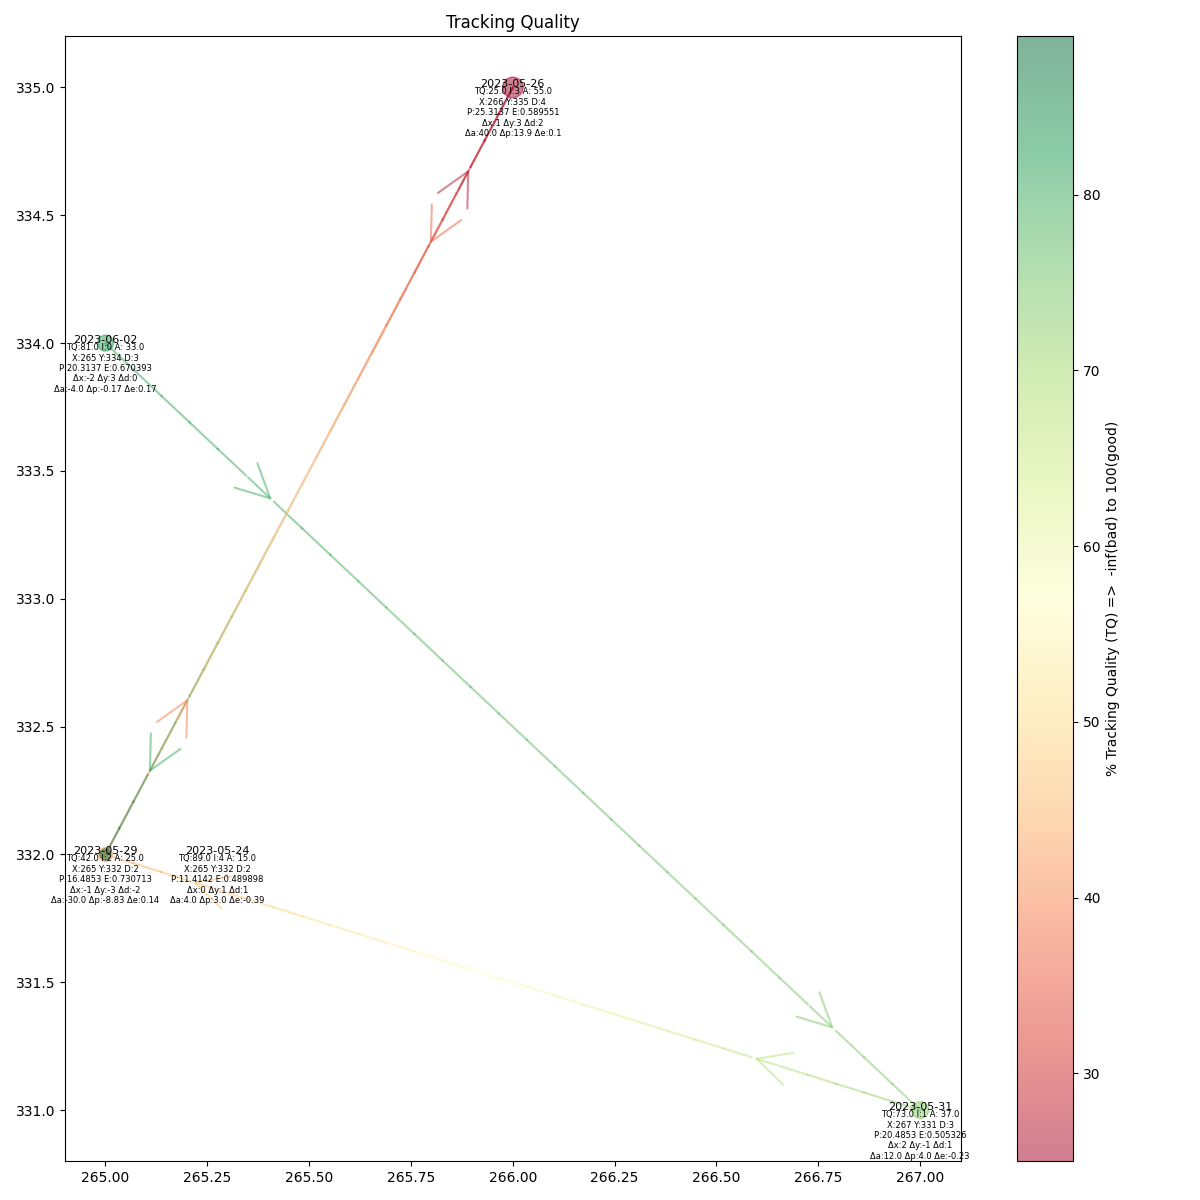 Tracking Quality
335.0
334.5
334.0
333.5
333.0
332.5
332.0
331.5
331.0
2023-05-26
TQ:25.0 I:3 A: 55.0
X:266 Y:335 D:4
P:25.3137 E:0.589551
Δx:1 Δy:3 Δd:2
Δa:40.0 Δp:13.9 Δe:0.1
2023-06-02
TQ:81.0 I:0 A: 33.0
X:265 Y:334 D:3
P:20.3137 E:0.670393
Δx:-2 Δy:3 Δd:0
Δa:-4.0 Δp:-0.17 Δe:0.17
2023-05-29
TQ:42.0 I:2 A: 25.0
X:265 Y:332 D:2
P:16.4853 E:0.730713
Δx:-1 Δy:-3 Δd:-2
Δa:-30.0 Δp:-8.83 Δe:0.14
2023-05-24
TQ:89.0 I:4 A: 15.0
X:265 Y:332 D:2
P:11.4142 E:0.489898
Δx:0 Δy:1 Δd:1
Δa:4.0 Δp:3.0 Δe:-0.39
2023-05-31
TQ:73.0 I:1 A: 37.0
X:267 Y:331 D:3
P:20.4853 E:0.505326
Δx:2 Δy:-1 Δd:1
Δa:12.0 Δp:4.0 Δe:-0.23
265.00 265.25 265.50 265.75 266.00 266.25 266.50 266.75 267.00
80
70
60
50
40
30
% Tracking Quality (TQ) => -inf(bad) to 100(good)